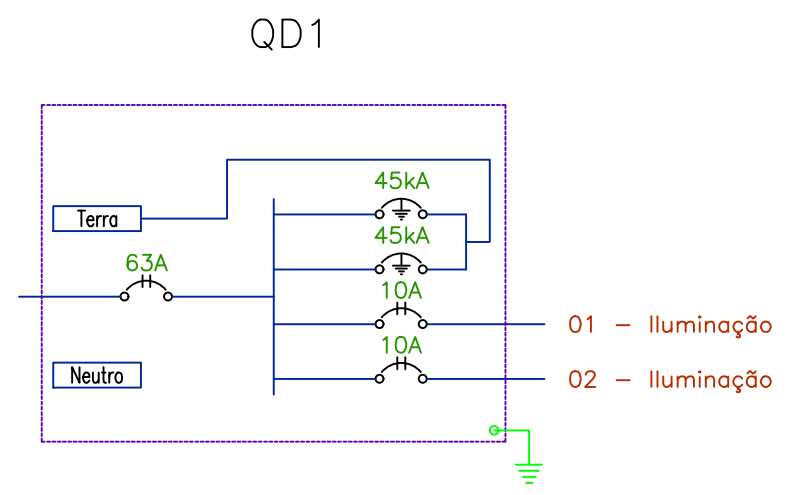 QD1
45kA
Terra
45kA
63A
10A
01 - Iluminação
10A
Neutro
02 - Iluminação